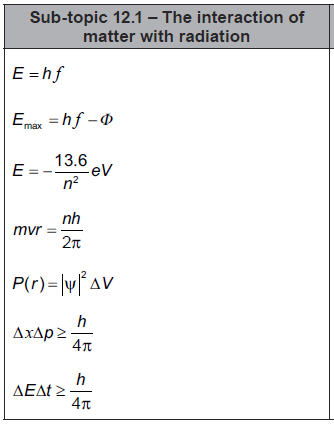 Sub-topic 12.1 – The interaction of
matter with radiation
E = hf
E_max = hf − Φ
E = −13.6/n² eV
mvr = nh/2π
P(r) = |ψ|² ΔV
ΔxΔp ≥ h/4π
ΔEΔt ≥ h/4π